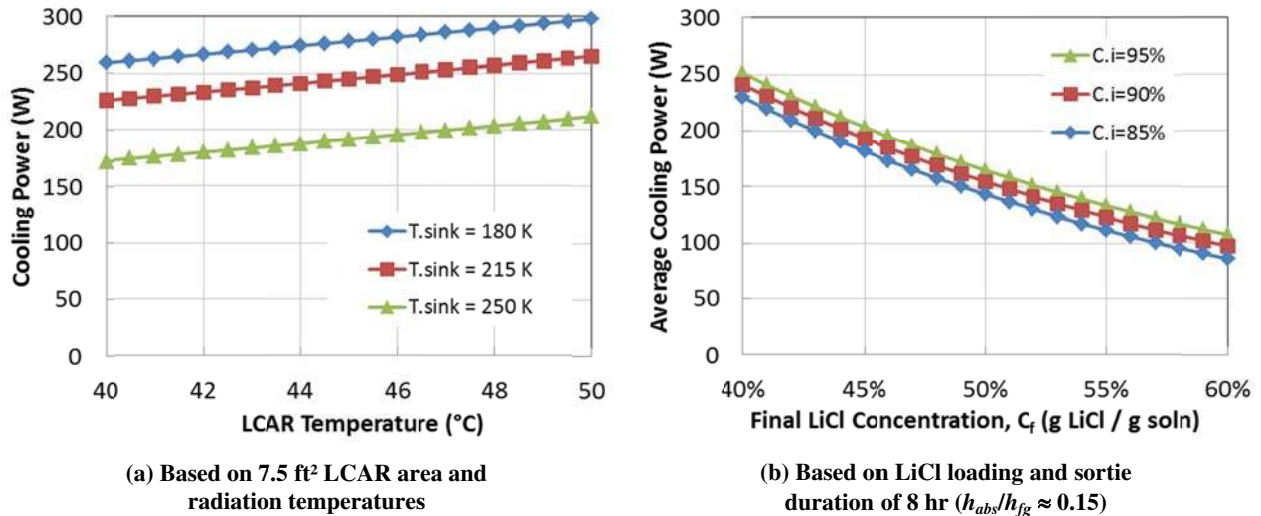 300
250
200
150
100
50
0
Cooling Power (W)
T.sink = 180 K
T.sink = 215 K
T.sink = 250 K
40 42 44 46 48 50
LCAR Temperature (°C)
(a) Based on 7.5 ft² LCAR area and
radiation temperatures
300
250
200
150
100
50
0
Average Cooling Power (W)
C.i=95%
C.i=90%
C.i=85%
40% 45% 50% 55% 60%
Final LiCl Concentration, Cf (g LiCl / g soln)
(b) Based on LiCl loading and sortie
duration of 8 hr (habs/hfg ≈ 0.15)